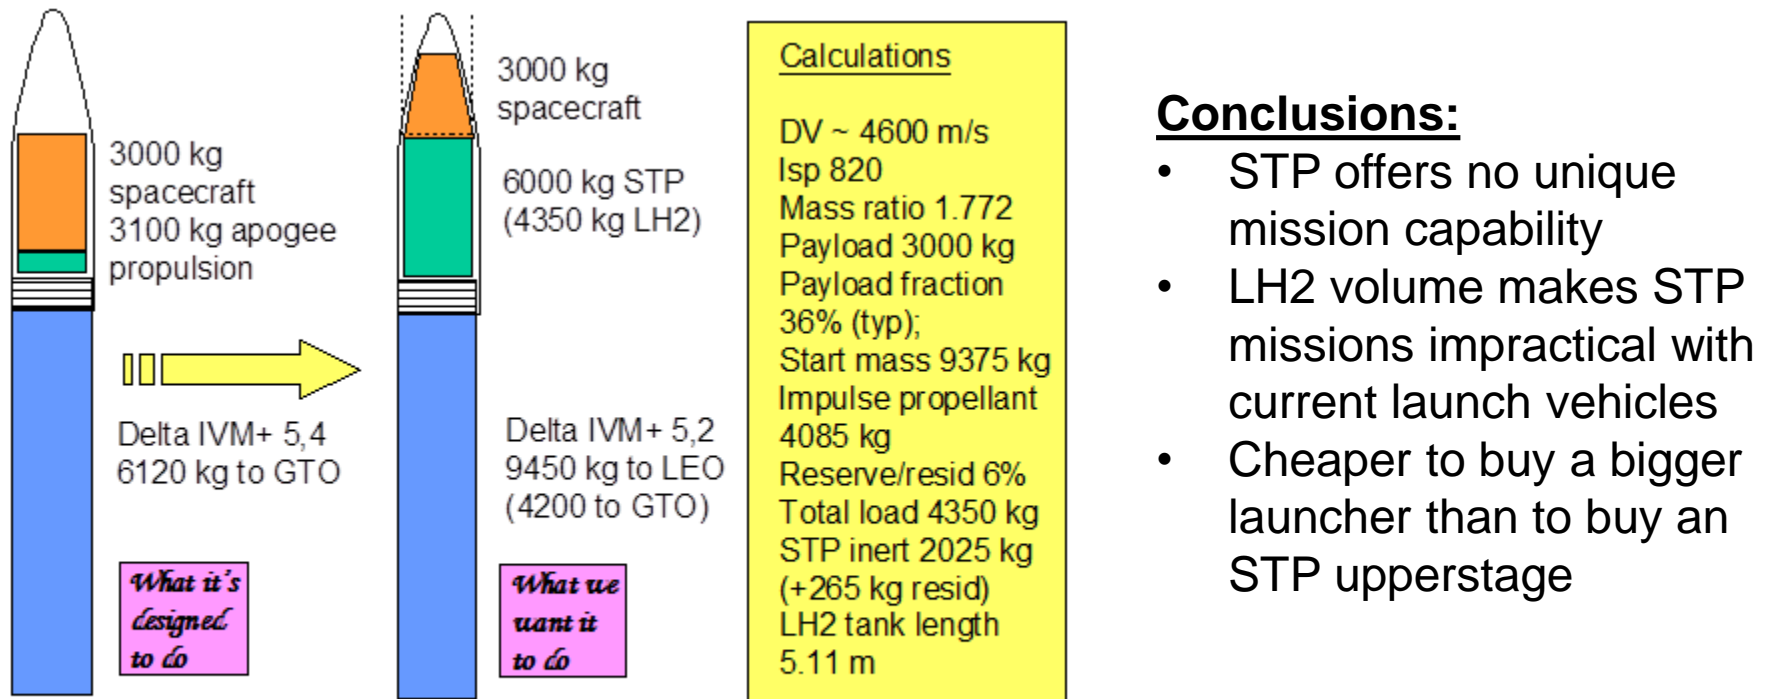 3000 kg
spacecraft
3100 kg apogee
propulsion
Delta IVM+ 5,4
6120 kg to GTO
What it's
designed
to do
3000 kg
spacecraft
6000 kg STP
(4350 kg LH2)
Delta IVM+ 5,2
9450 kg to LEO
(4200 to GTO)
What we
want it
to do
Calculations
DV ~ 4600 m/s
Isp 820
Mass ratio 1.772
Payload 3000 kg
Payload fraction
36% (typ);
Start mass 9375 kg
Impulse propellant
4085 kg
Reserve/resid 6%
Total load 4350 kg
STP inert 2025 kg
(+265 kg resid)
LH2 tank length
5.11 m
Conclusions:
• STP offers no unique
mission capability
• LH2 volume makes STP
missions impractical with
current launch vehicles
• Cheaper to buy a bigger
launcher than to buy an
STP upperstage